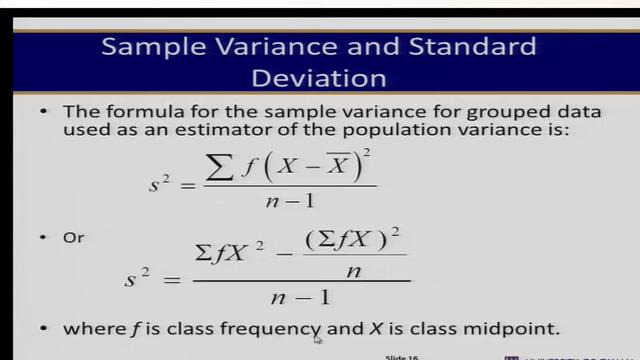 Sample Variance and Standard
Deviation
• The formula for the sample variance for grouped data
used as an estimator of the population variance is:
s² = ∑ f(X − X̄)² / (n − 1)
• Or
s² = (ΣfX² − (ΣfX)² / n) / (n − 1)
• where f is class frequency and X is class midpoint.
Slide 16